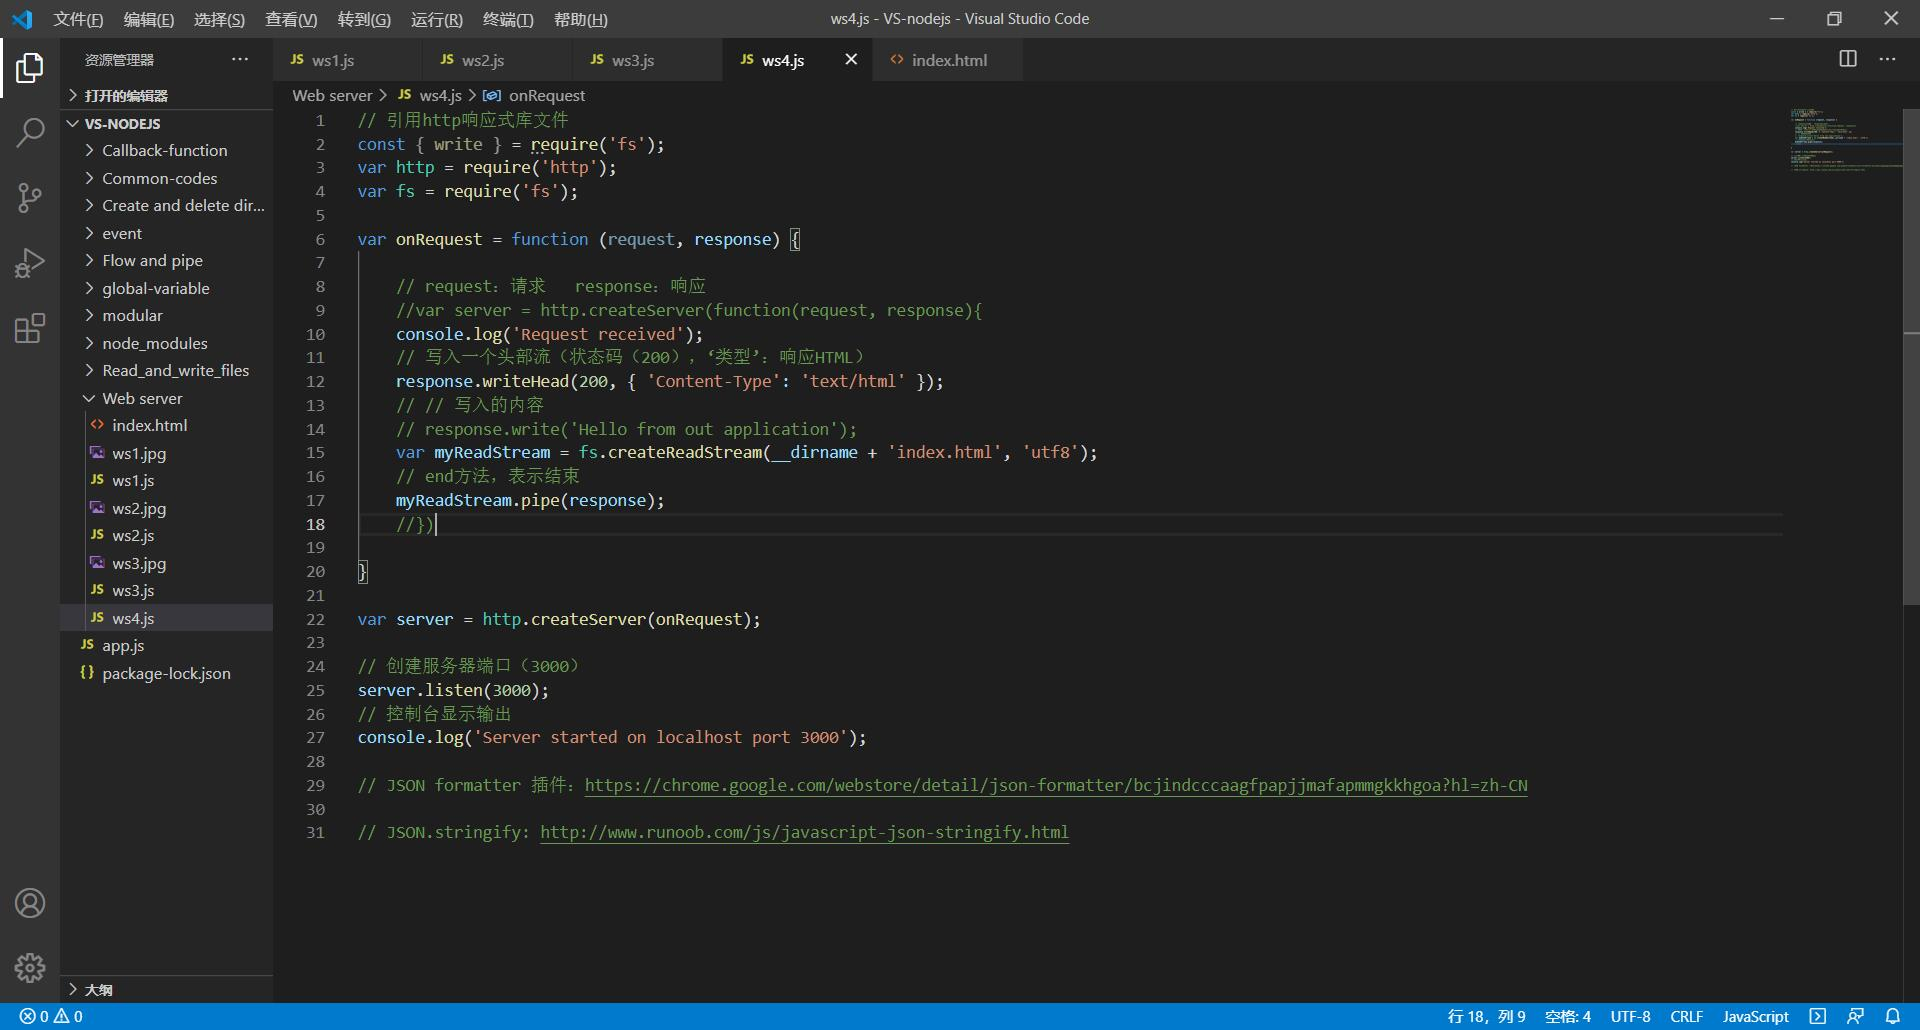 文件(F) 编辑(E) 选择(S) 查看(V) 转到(G) 运行(R) 终端(T) 帮助(H) ws4.js - VS-nodejs - Visual Studio Code
资源管理器
打开的编辑器
VS-NODEJS
Callback-function
Common-codes
Create and delete dir...
event
Flow and pipe
global-variable
modular
node_modules
Read_and_write_files
Web server
index.html
ws1.jpg
ws1.js
ws2.jpg
ws2.js
ws3.jpg
ws3.js
ws4.js
app.js
package-lock.json
大纲
JS ws1.js JS ws2.js JS ws3.js JS ws4.js index.html
Web server > JS ws4.js > onRequest
1 // 引用http响应式库文件
2 const { write } = require('fs');
3 var http = require('http');
4 var fs = require('fs');
5
6 var onRequest = function (request, response) {
7
8 // request: 请求 response: 响应
9 //var server = http.createServer(function(request, response){
10 console.log('Request received');
11 // 写入一个头部流（状态码（200），‘类型’：响应HTML）
12 response.writeHead(200, { 'Content-Type': 'text/html' });
13 // // 写入的内容
14 // response.write('Hello from out application');
15 var myReadStream = fs.createReadStream(__dirname + 'index.html', 'utf8');
16 // end方法，表示结束
17 myReadStream.pipe(response);
18 //})
19
20 }
21
22 var server = http.createServer(onRequest);
23
24 // 创建服务器端口（3000）
25 server.listen(3000);
26 // 控制台显示输出
27 console.log('Server started on localhost port 3000');
28
29 // JSON formatter 插件：https://chrome.google.com/webstore/detail/json-formatter/bcjindcccaagfpapjjmafapmmgkkhgoa?hl=zh-CN
30
31 // JSON.stringify: http://www.runoob.com/js/javascript-json-stringify.html
0 0 行 18，列 9 空格: 4 UTF-8 CRLF JavaScript